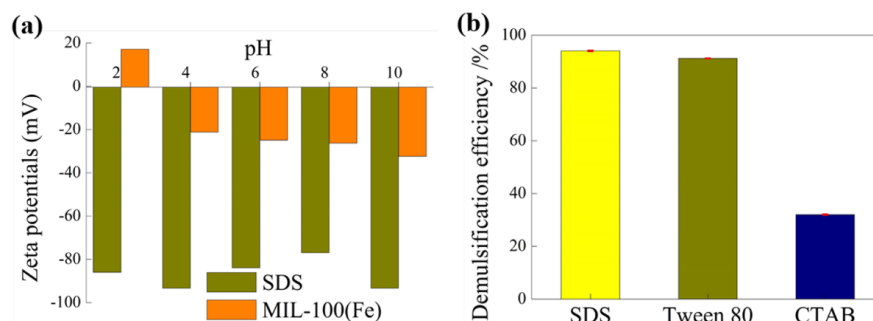 (a)
pH
2 4 6 8 10
20
0
-20
-40
-60
-80
-100
Zeta potentials (mV)
SDS
MIL-100(Fe)
(b)
100
80
60
40
20
0
Demulsification efficiency /%
SDS Tween 80 CTAB